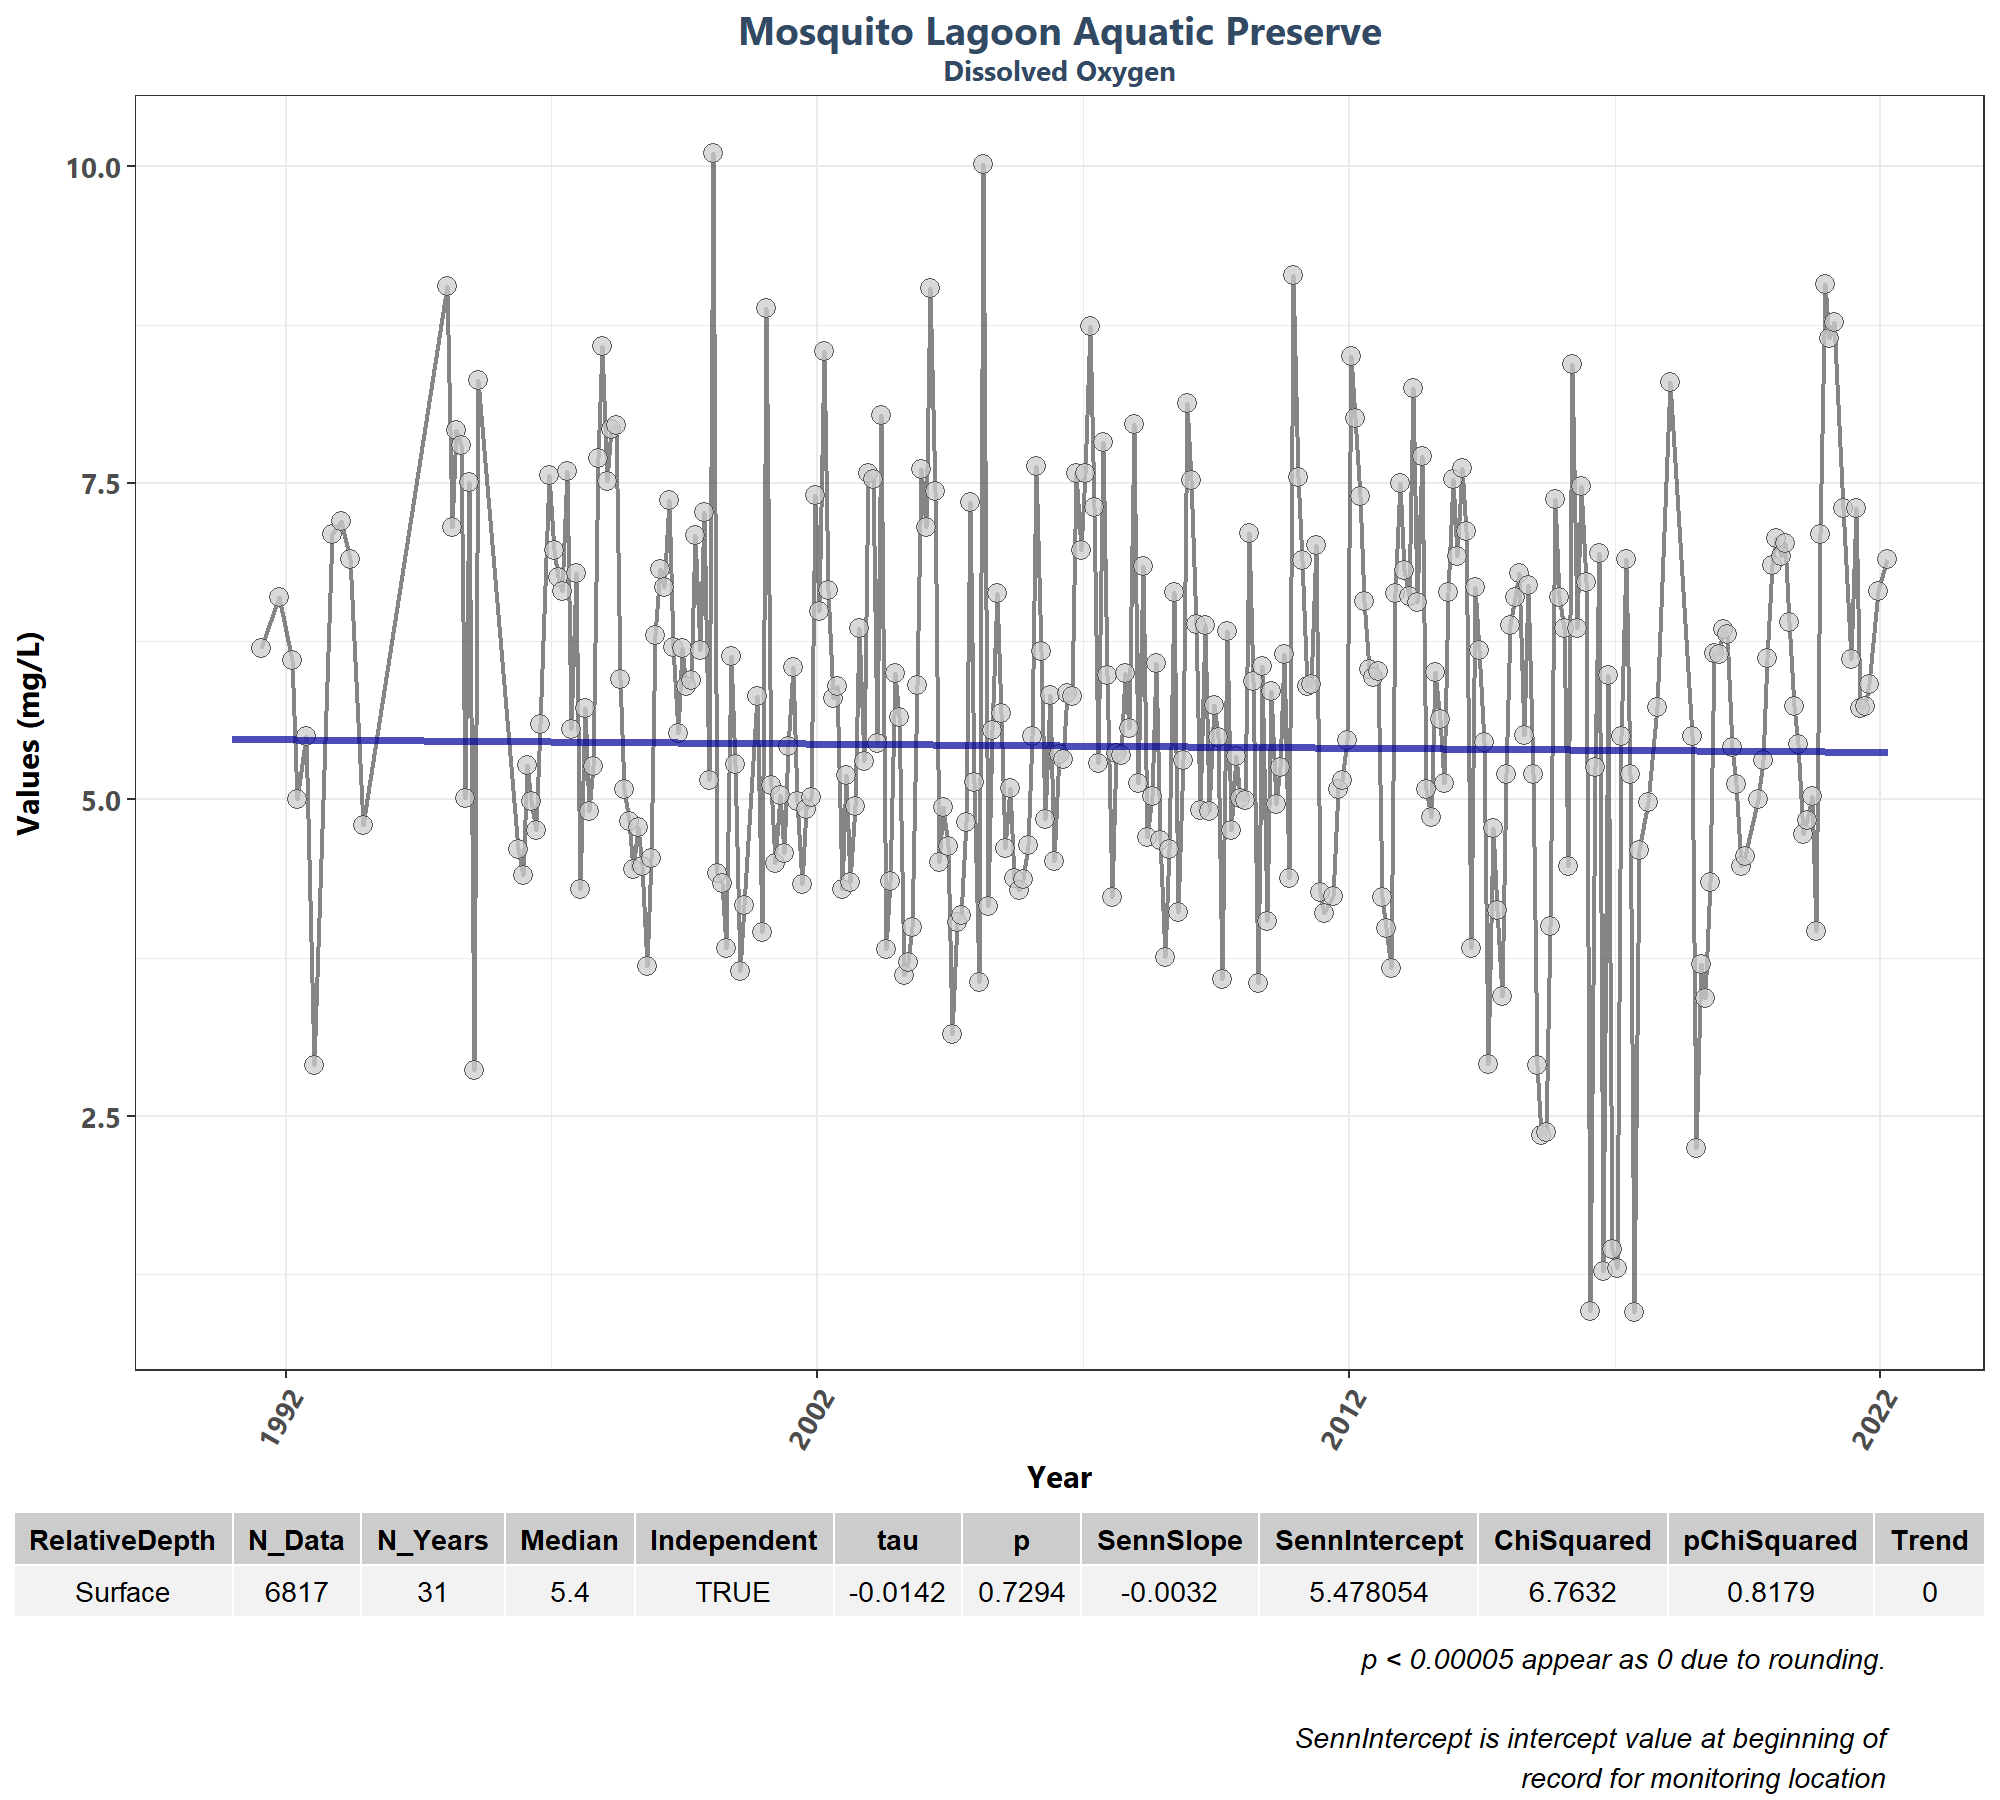 Mosquito Lagoon Aquatic Preserve
Dissolved Oxygen
Values (mg/L)
10.0
7.5
5.0
2.5
1992 2002 2012 2022
Year
RelativeDepth N_Data N_Years Median Independent tau p SennSlope SennIntercept ChiSquared pChiSquared Trend
Surface 6817 31 5.4 TRUE -0.0142 0.7294 -0.0032 5.478054 6.7632 0.8179 0
p < 0.00005 appear as 0 due to rounding.
SennIntercept is intercept value at beginning of
record for monitoring location